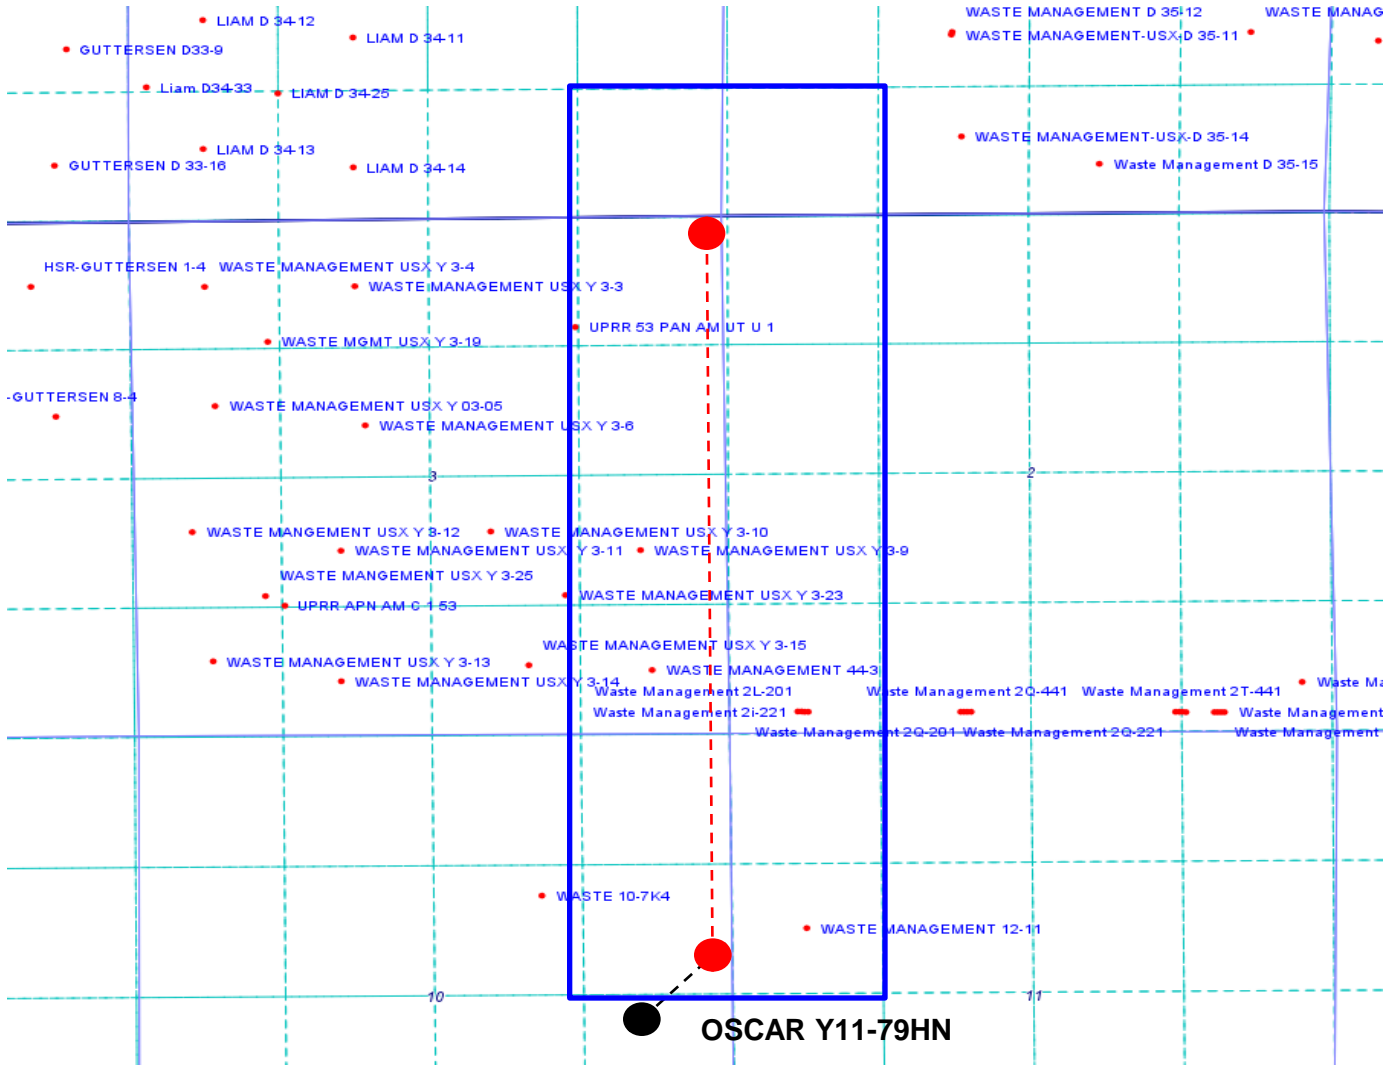 WASTE MANAGEMENT D 35-12
WASTE MANAG
LIAM D 34-12
LIAM D 34-11
WASTE MANAGEMENT-USX-D 35-11
GUTTERSEN D33-9
Liam D34-33
LIAM D 34-25
WASTE MANAGEMENT-USX-D 35-14
LIAM D 34-13
GUTTERSEN D 33-16
LIAM D 34-14
Waste Management D 35-15
HSR-GUTTERSEN 1-4
WASTE MANAGEMENT USX Y 3-4
WASTE MANAGEMENT USX Y 3-3
UPRR 53 PAN AM UT U 1
WASTE MGMT USX Y 3-19
-GUTTERSEN 8-4
WASTE MANAGEMENT USX Y 03-05
WASTE MANAGEMENT USX Y 3-6
3
2
WASTE MANGEMENT USX Y 3-12
WASTE MANAGEMENT USX Y 3-10
WASTE MANAGEMENT USX Y 3-11
WASTE MANAGEMENT USX Y 3-9
WASTE MANGEMENT USX Y 3-25
WASTE MANAGEMENT USX Y 3-23
UPRR APN AM C 1 53
WASTE MANAGEMENT USX Y 3-15
WASTE MANAGEMENT USX Y 3-13
WASTE MANAGEMENT 44-3
WASTE MANAGEMENT USX Y 3-14
Waste Ma
Waste Management 2L-201
Waste Management 2Q-441
Waste Management 2T-441
Waste Management 2i-221
Waste Management
Waste Management 2Q-201
Waste Management 2Q-221
Waste Management
WASTE 10-7K4
WASTE MANAGEMENT 12-11
10
11
OSCAR Y11-79HN